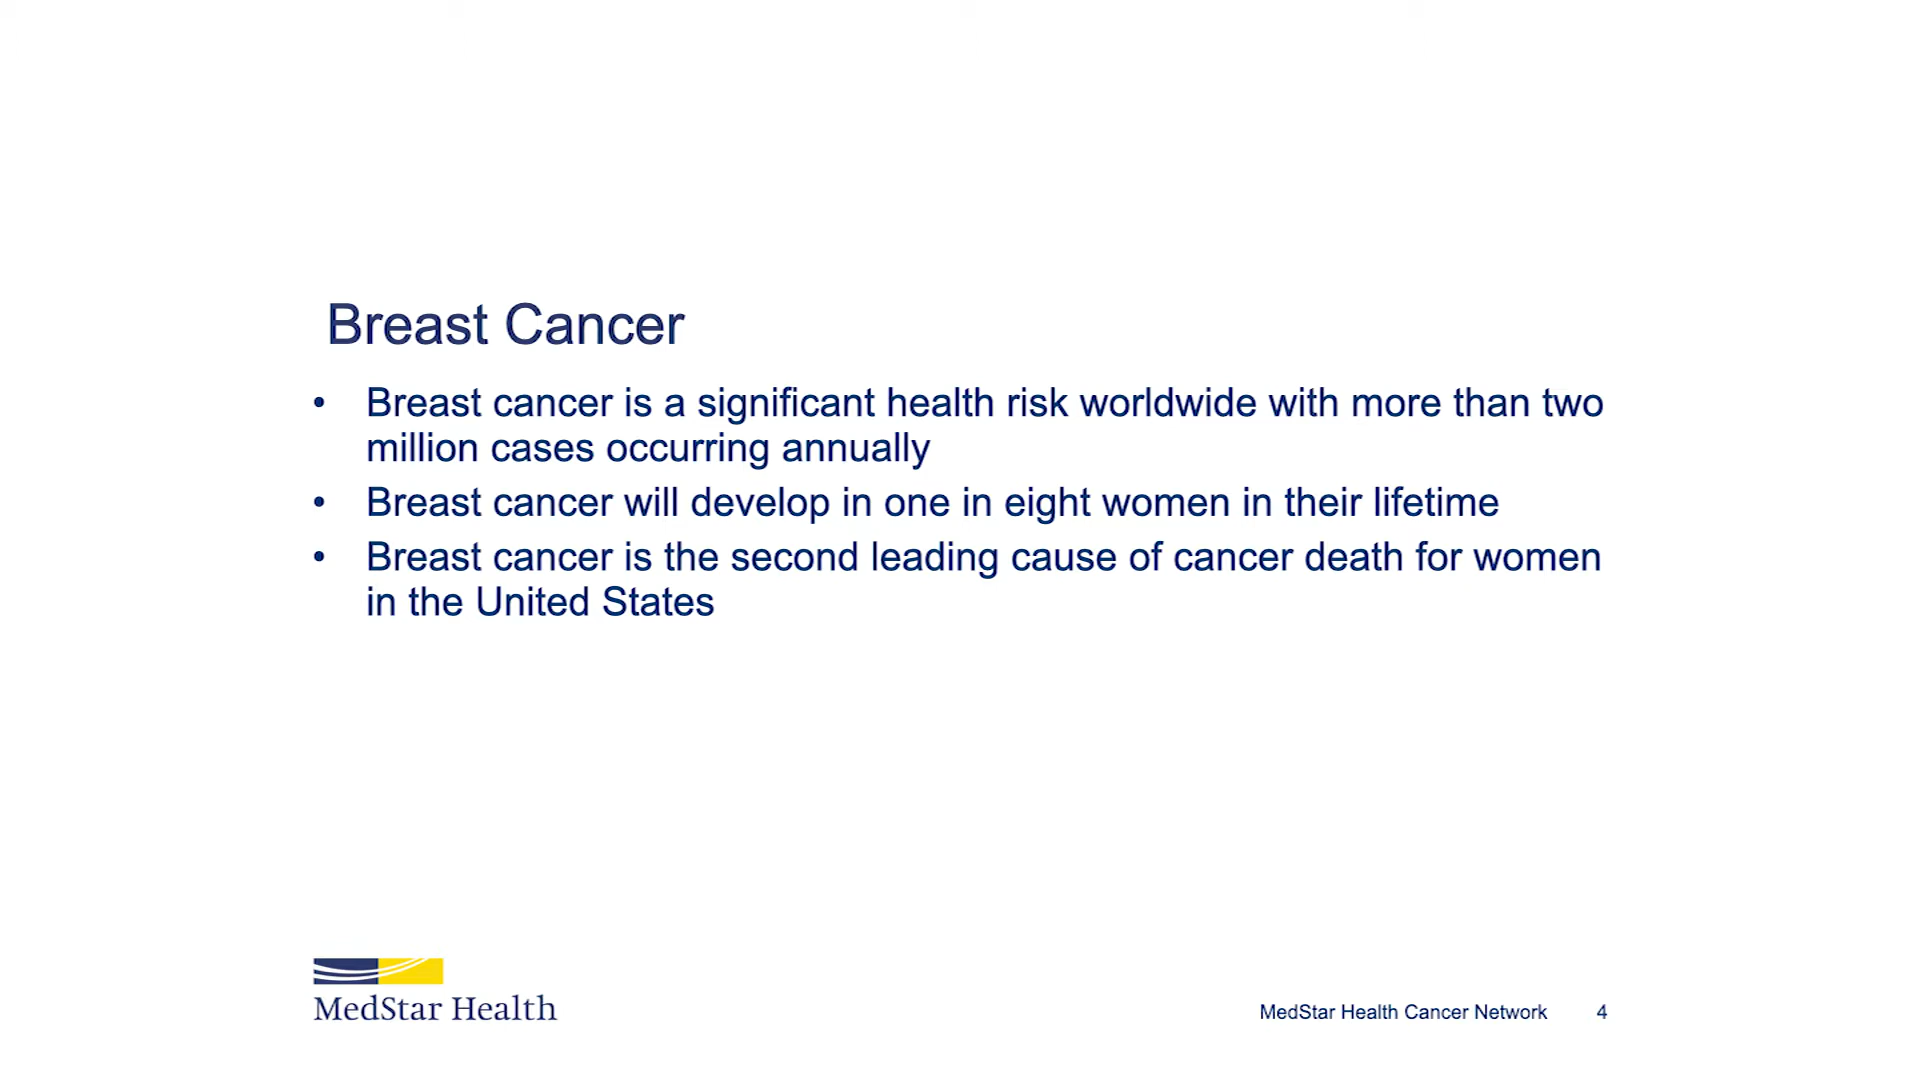 Breast Cancer
• Breast cancer is a significant health risk worldwide with more than two
million cases occurring annually
• Breast cancer will develop in one in eight women in their lifetime
• Breast cancer is the second leading cause of cancer death for women
in the United States
MedStar Health
MedStar Health Cancer Network 4